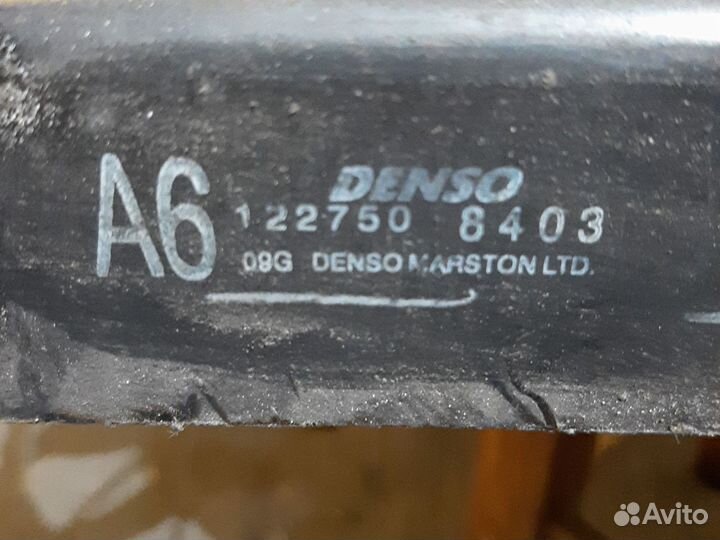 DENSO
A6 122750 8403
09G DENSO MARSTON LTD.
Avito